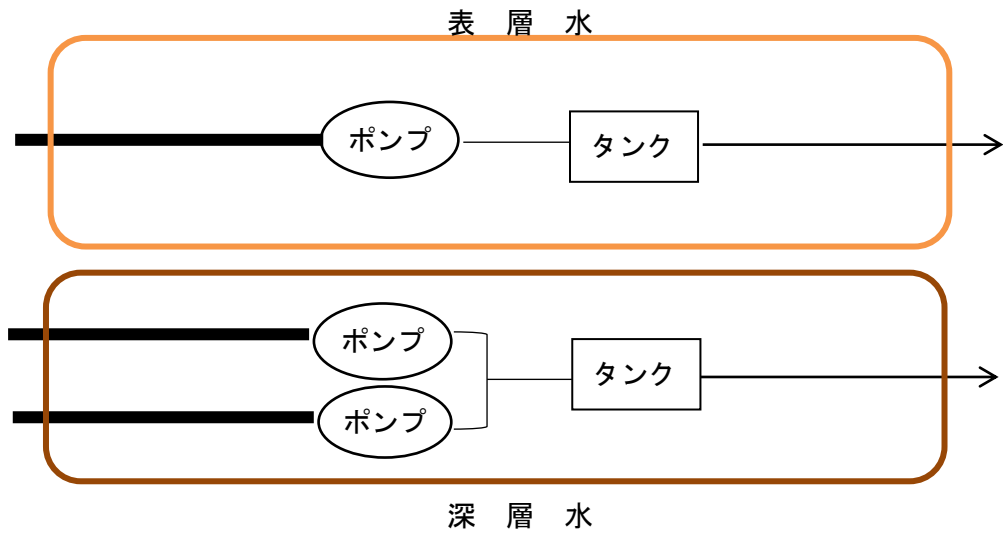 表 層 水
ポンプ
タンク
ポンプ
タンク
ポンプ
深 層 水